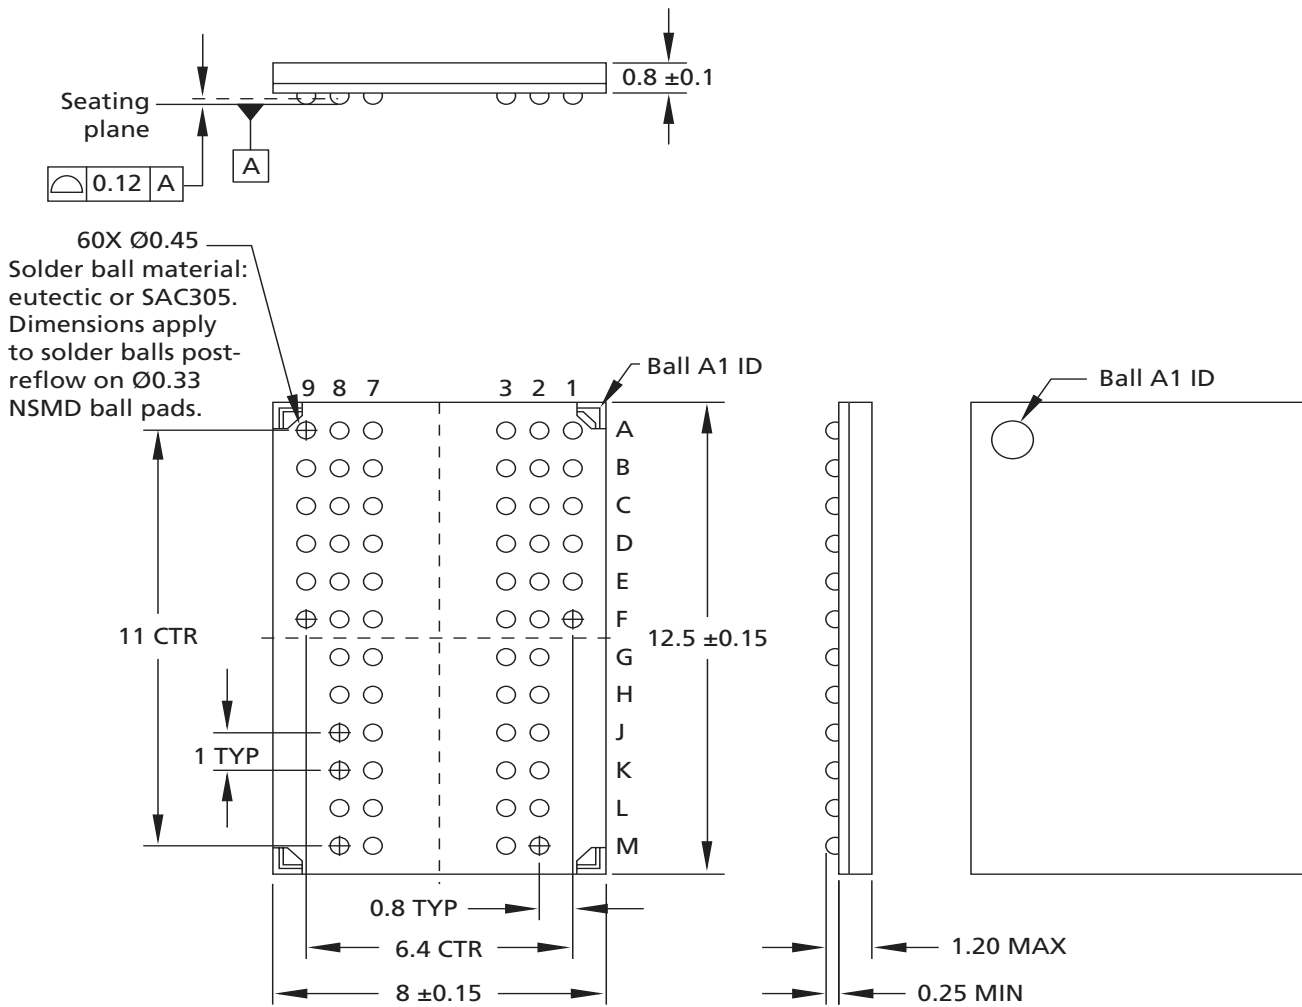 0.8 ±0.1
Seating
plane
A
0.12 A
60X Ø0.45
Solder ball material:
eutectic or SAC305.
Dimensions apply
to solder balls post-
reflow on Ø0.33
NSMD ball pads.
Ball A1 ID
Ball A1 ID
9 8 7 3 2 1
A
B
C
D
E
F
11 CTR
12.5 ±0.15
G
H
J
1 TYP
K
L
M
0.8 TYP
6.4 CTR
1.20 MAX
8 ±0.15
0.25 MIN